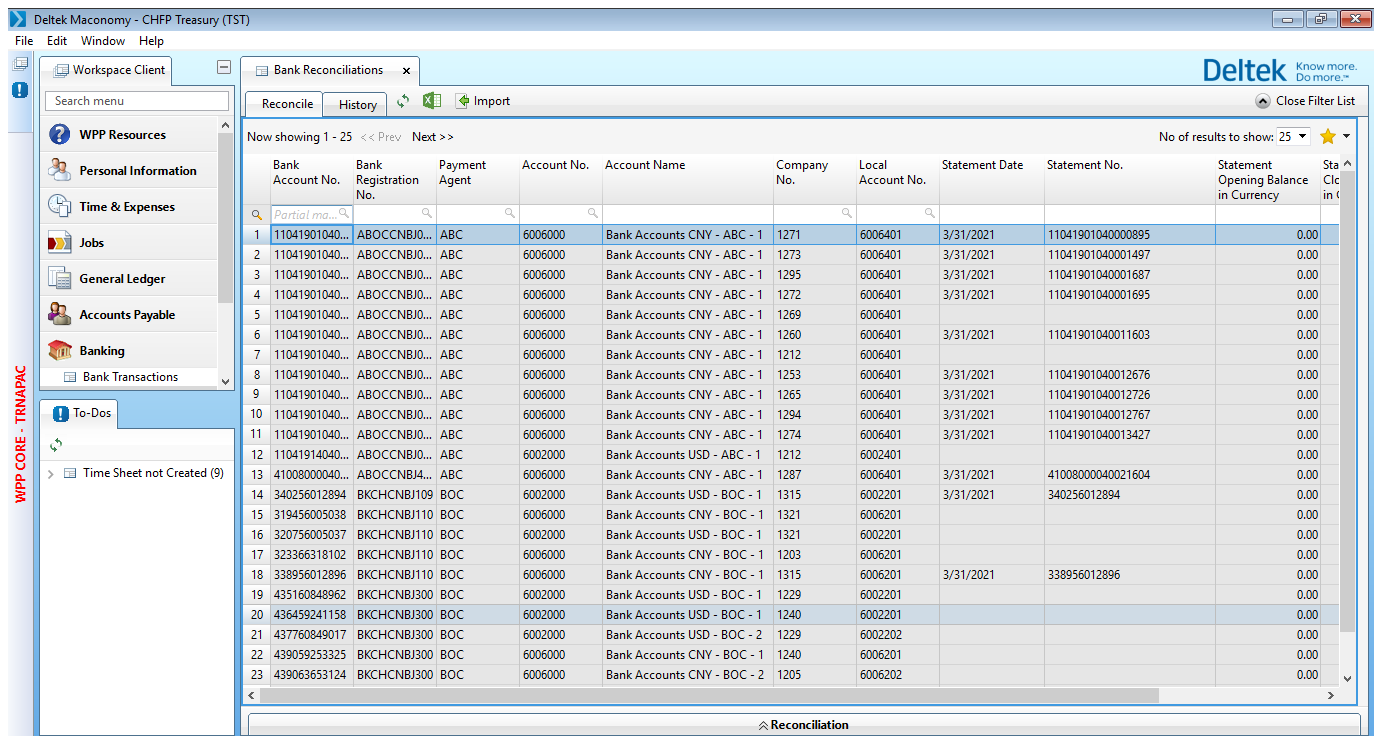 Deltek Maconomy - CHFP Treasury (TST)
File Edit Window Help
Workspace Client
Search menu
WPP Resources
Personal Information
Time & Expenses
Jobs
General Ledger
Accounts Payable
Banking
Bank Transactions
To-Dos
Time Sheet not Created (9)
WPP CORE - TRNAPAC
Bank Reconciliations x
Deltek Know more. Do more.™
Reconcile History Import Close Filter List
Now showing 1 - 25 << Prev Next >> No of results to show: 25
Bank Account No. Bank Registration No. Payment Agent Account No. Account Name Company No. Local Account No. Statement Date Statement No. Statement Opening Balance in Currency Sta Clo in (
Partial ma...
1 11041901040... ABOCCNBJ0... ABC 6006000 Bank Accounts CNY - ABC - 1 1271 6006401 3/31/2021 11041901040000895 0.00
2 11041901040... ABOCCNBJ0... ABC 6006000 Bank Accounts CNY - ABC - 1 1273 6006401 3/31/2021 11041901040001497 0.00
3 11041901040... ABOCCNBJ0... ABC 6006000 Bank Accounts CNY - ABC - 1 1295 6006401 3/31/2021 11041901040001687 0.00
4 11041901040... ABOCCNBJ0... ABC 6006000 Bank Accounts CNY - ABC - 1 1272 6006401 3/31/2021 11041901040001695 0.00
5 11041901040... ABOCCNBJ0... ABC 6006000 Bank Accounts CNY - ABC - 1 1269 6006401 0.00
6 11041901040... ABOCCNBJ0... ABC 6006000 Bank Accounts CNY - ABC - 1 1260 6006401 3/31/2021 11041901040011603 0.00
7 11041901040... ABOCCNBJ0... ABC 6006000 Bank Accounts CNY - ABC - 1 1212 6006401 0.00
8 11041901040... ABOCCNBJ0... ABC 6006000 Bank Accounts CNY - ABC - 1 1253 6006401 3/31/2021 11041901040012676 0.00
9 11041901040... ABOCCNBJ0... ABC 6006000 Bank Accounts CNY - ABC - 1 1265 6006401 3/31/2021 11041901040012726 0.00
10 11041901040... ABOCCNBJ0... ABC 6006000 Bank Accounts CNY - ABC - 1 1294 6006401 3/31/2021 11041901040012767 0.00
11 11041901040... ABOCCNBJ0... ABC 6006000 Bank Accounts CNY - ABC - 1 1274 6006401 3/31/2021 11041901040013427 0.00
12 11041914040... ABOCCNBJ0... ABC 6002000 Bank Accounts USD - ABC - 1 1212 6002401 0.00
13 41008000040... ABOCCNBJ4... ABC 6006000 Bank Accounts CNY - ABC - 1 1287 6006401 3/31/2021 41008000040021604 0.00
14 340256012894 BKCHCNBJ109 BOC 6002000 Bank Accounts USD - BOC - 1 1315 6002201 3/31/2021 340256012894 0.00
15 319456005038 BKCHCNBJ110 BOC 6006000 Bank Accounts CNY - BOC - 1 1321 6006201 0.00
16 320756005037 BKCHCNBJ110 BOC 6002000 Bank Accounts USD - BOC - 1 1321 6002201 0.00
17 323366318102 BKCHCNBJ110 BOC 6006000 Bank Accounts CNY - BOC - 1 1203 6006201 0.00
18 338956012896 BKCHCNBJ110 BOC 6006000 Bank Accounts CNY - BOC - 1 1315 6006201 3/31/2021 338956012896 0.00
19 435160848962 BKCHCNBJ300 BOC 6002000 Bank Accounts USD - BOC - 1 1229 6002201 0.00
20 436459241158 BKCHCNBJ300 BOC 6002000 Bank Accounts USD - BOC - 1 1240 6002201 0.00
21 437760849017 BKCHCNBJ300 BOC 6002000 Bank Accounts USD - BOC - 2 1229 6002202 0.00
22 439059253325 BKCHCNBJ300 BOC 6006000 Bank Accounts CNY - BOC - 1 1240 6006201 0.00
23 439063653124 BKCHCNBJ300 BOC 6006000 Bank Accounts CNY - BOC - 2 1205 6006202 0.00
Reconciliation